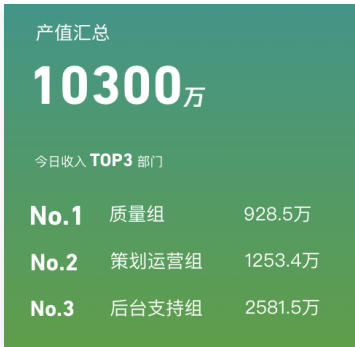 产值汇总
10300万
今日收入 TOP3 部门
No.1 质量组 928.5万
No.2 策划运营组 1253.4万
No.3 后台支持组 2581.5万